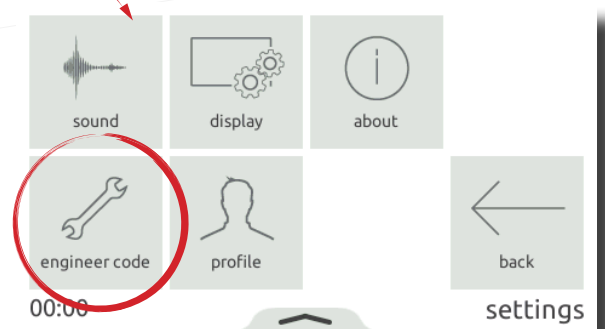 sound
display
about
engineer code
profile
back
00:00
settings